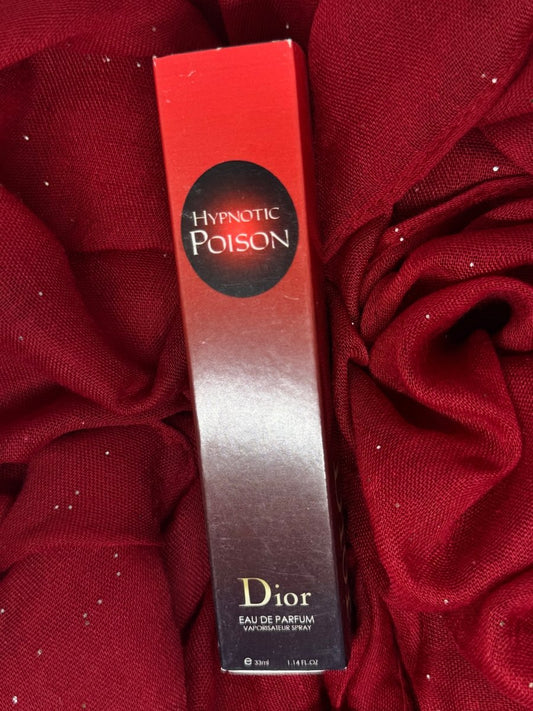 HYPNOTIC
POISON
Dior
EAU DE PARFUM
VAPORISATEUR SPRAY
e 33ml 1.14 FL.OZ